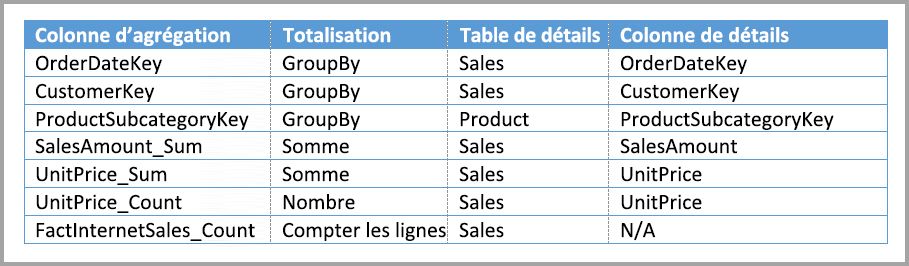 Colonne d’agrégation Totalisation Table de détails Colonne de détails
OrderDateKey GroupBy Sales OrderDateKey
CustomerKey GroupBy Sales CustomerKey
ProductSubcategoryKey GroupBy Product ProductSubcategoryKey
SalesAmount_Sum Somme Sales SalesAmount
UnitPrice_Sum Somme Sales UnitPrice
UnitPrice_Count Nombre Sales UnitPrice
FactInternetSales_Count Compter les lignes Sales N/A